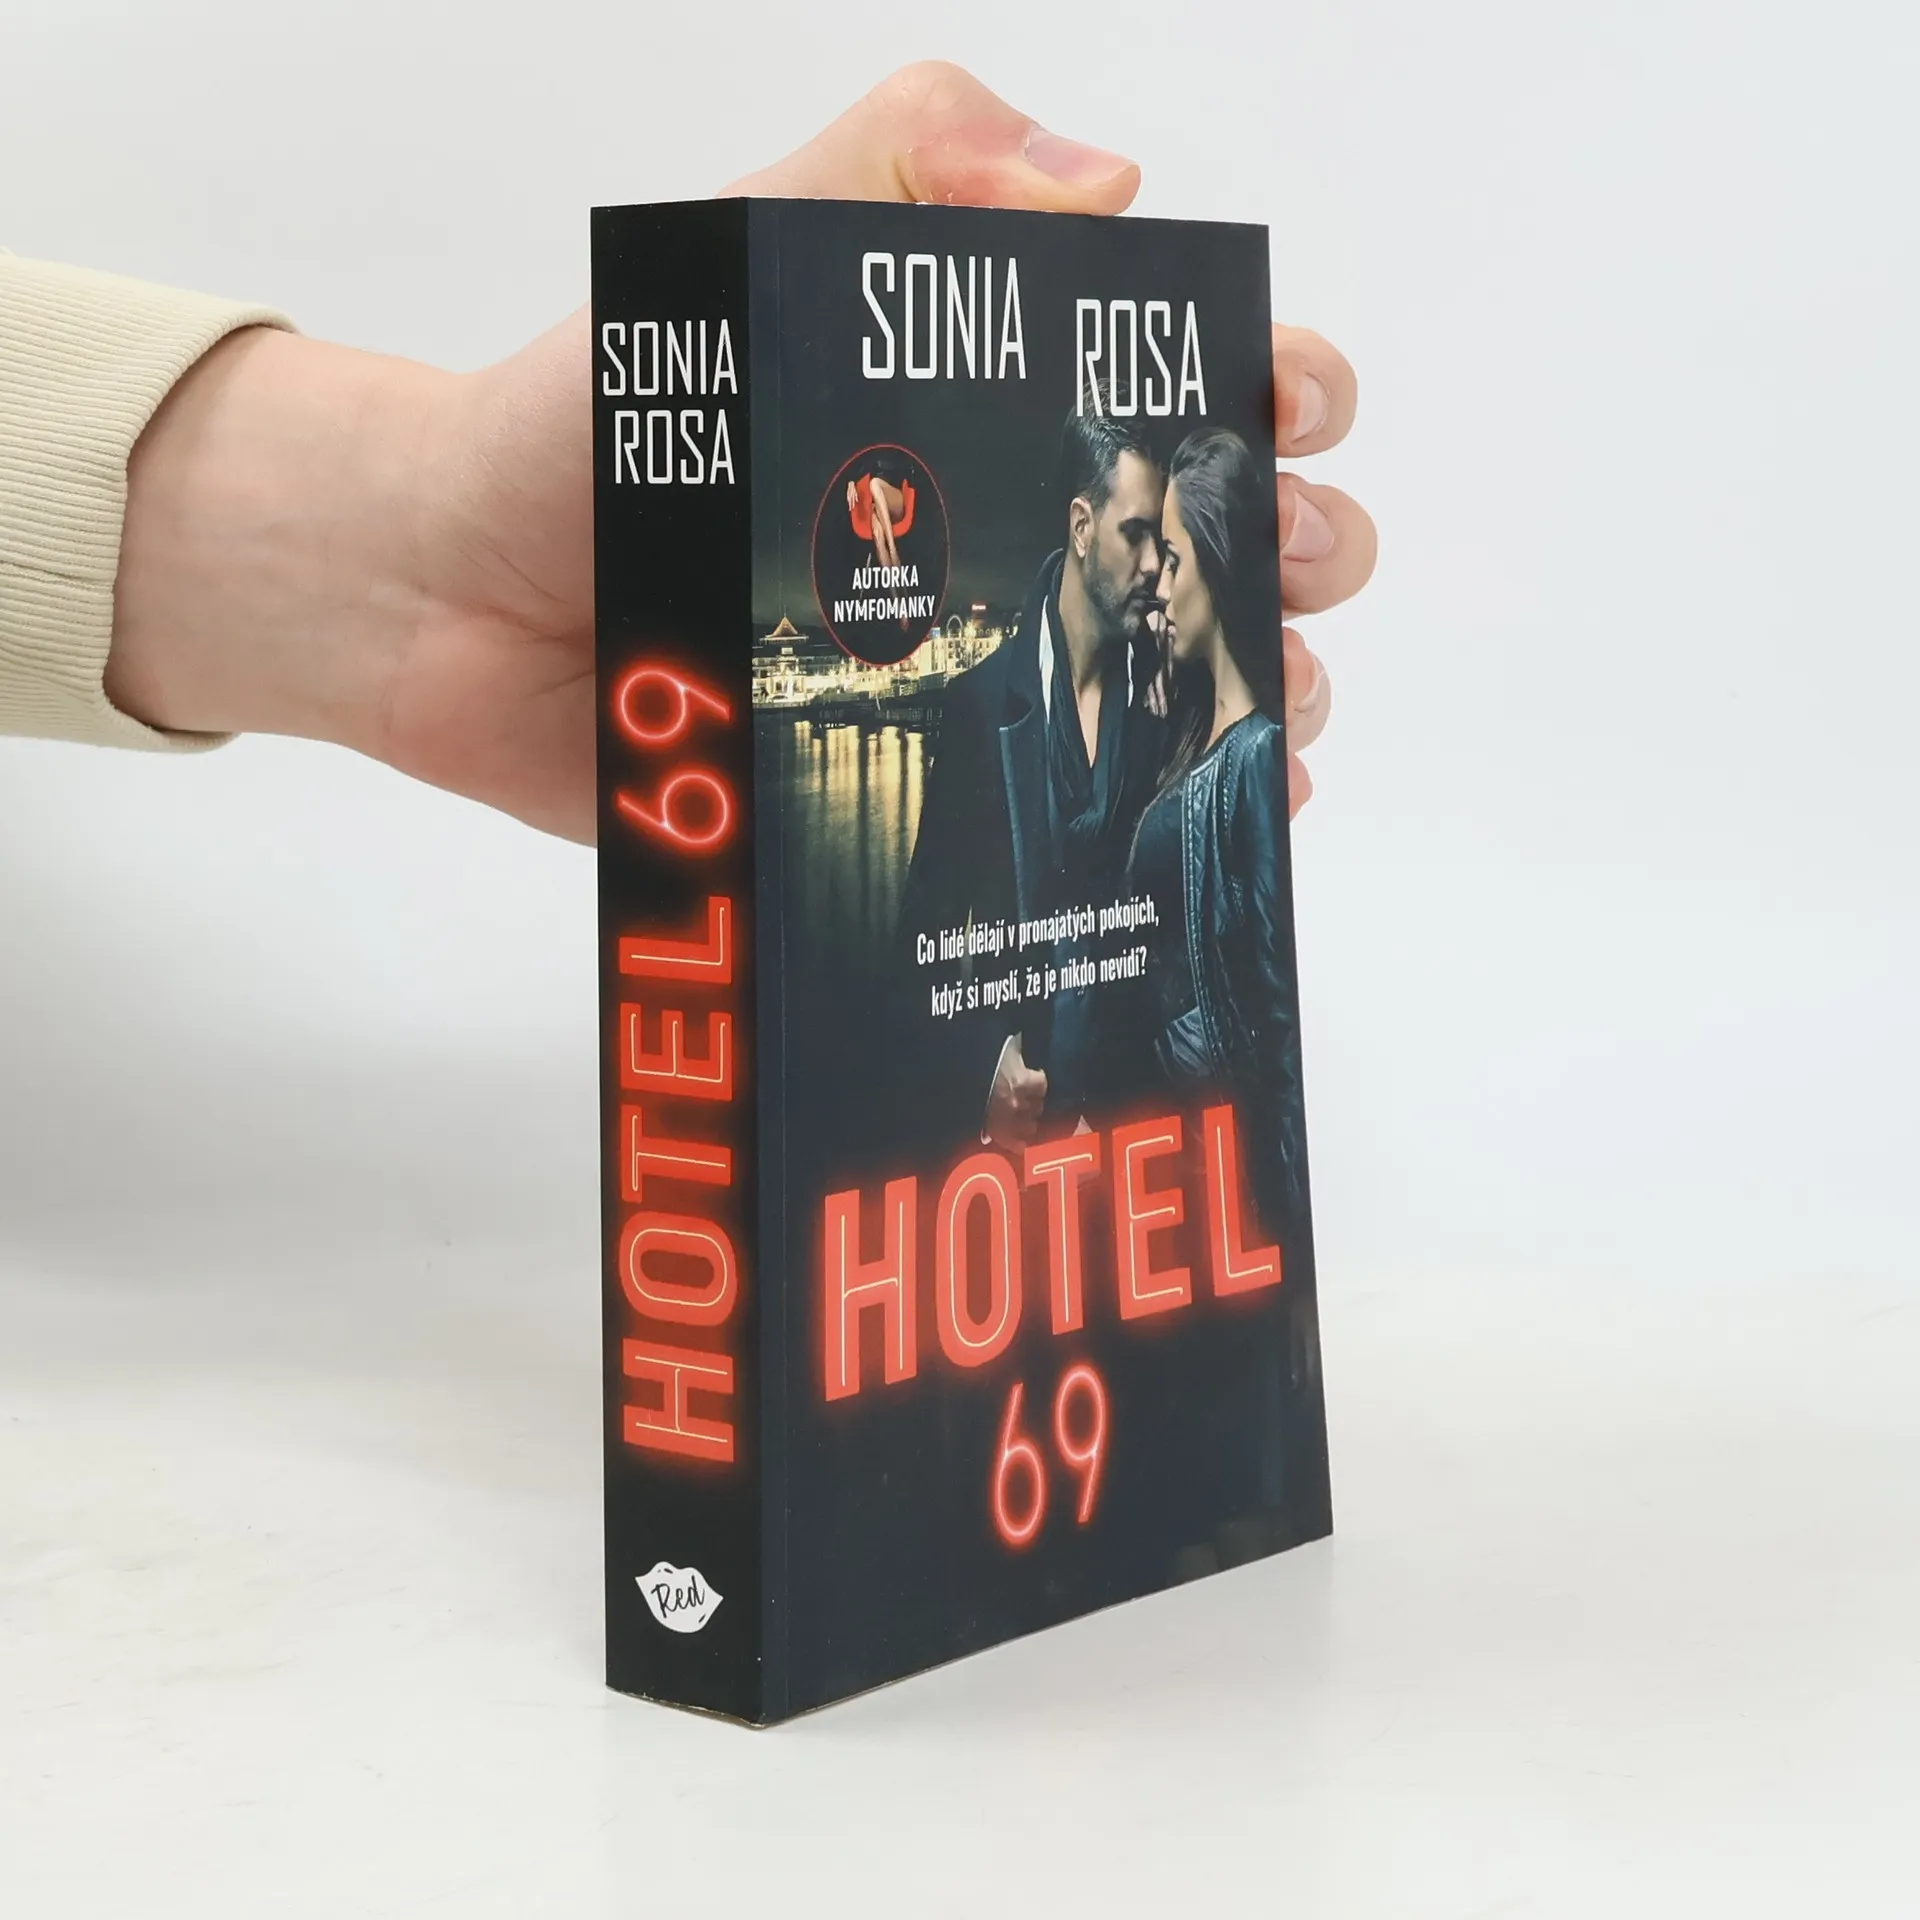 SONIA
ROSA
HOTEL 69
Red
SONIA
ROSA
AUTORKA
NYMFOMANKY
Co lidé dělají v pronajatých pokojích,
když si myslí, že je nikdo nevidí?
HOTEL
69